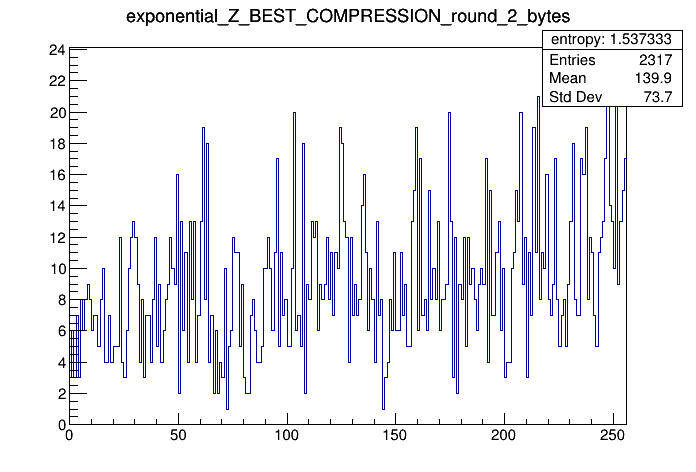 exponential_Z_BEST_COMPRESSION_round_2_bytes
entropy: 1.537333
Entries 2317
Mean 139.9
Std Dev 73.7
24
22
20
18
16
14
12
10
8
6
4
2
0
0 50 100 150 200 250